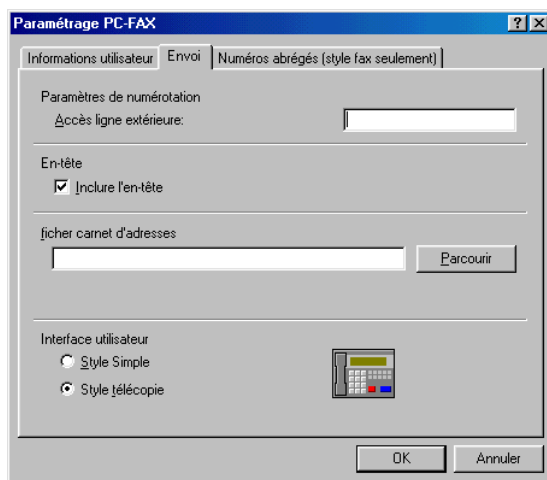 Paramétrage PC-FAX
Informations utilisateur Envoi Numéros abrégés (style fax seulement)
Paramètres de numérotation
Accès ligne extérieure:
En-tête
Inclure l'en-tête
ficher carnet d'adresses
Parcourir
Interface utilisateur
Style Simple
Style télécopie
OK Annuler